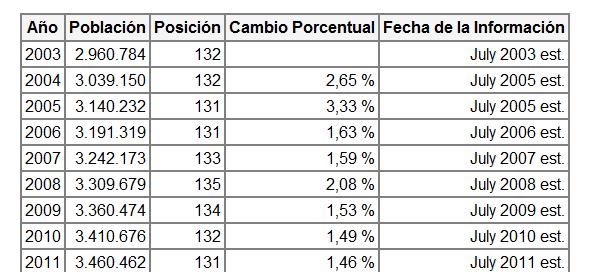 Año Población Posición Cambio Porcentual Fecha de la Información
2003 2.960.784 132 July 2003 est.
2004 3.039.150 132 2,65 % July 2005 est.
2005 3.140.232 131 3,33 % July 2005 est.
2006 3.191.319 131 1,63 % July 2006 est.
2007 3.242.173 133 1,59 % July 2007 est.
2008 3.309.679 135 2,08 % July 2008 est.
2009 3.360.474 134 1,53 % July 2009 est.
2010 3.410.676 132 1,49 % July 2010 est.
2011 3.460.462 131 1,46 % July 2011 est.